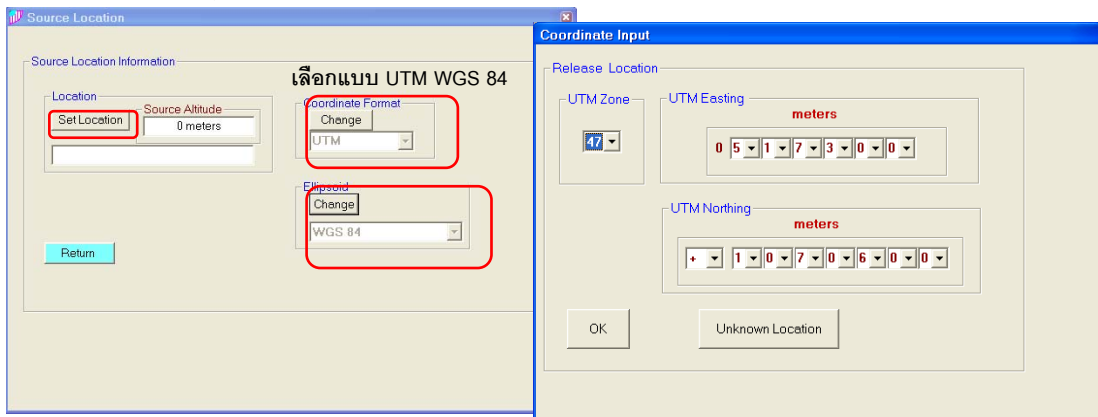 Source Location
Source Location Information
เลือกแบบ UTM WGS 84
Location
Set Location
Source Altitude
0 meters
Coordinate Format
Change
UTM
Ellipsoid
Change
WGS 84
Return
Coordinate Input
Release Location
UTM Zone
47
UTM Easting
meters
0 5 1 7 3 0 0
UTM Northing
meters
+ 1 0 7 0 6 0 0
OK
Unknown Location